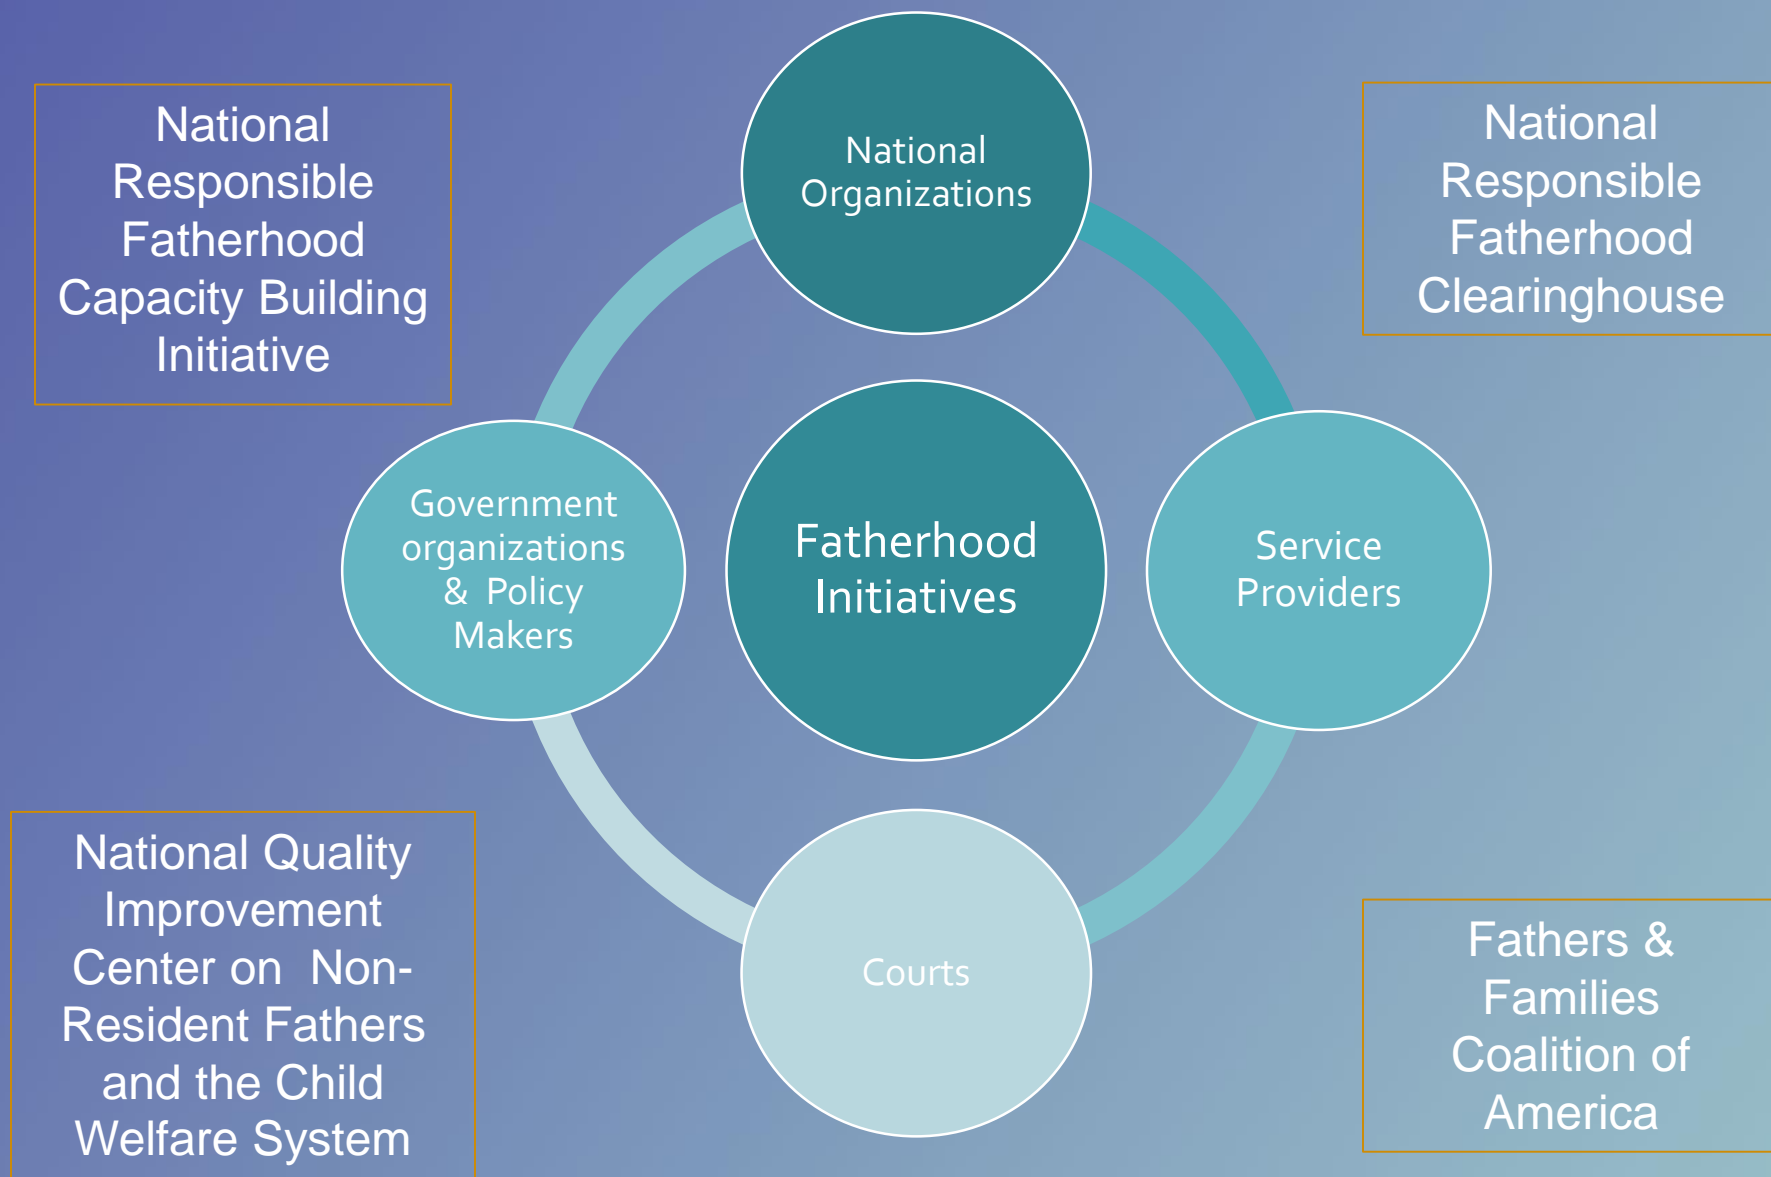 National
Responsible
Fatherhood
Capacity Building
Initiative
National
Organizations
National
Responsible
Fatherhood
Clearinghouse
Government
organizations
&  Policy
Makers
Fatherhood
Initiatives
Service
Providers
National Quality
Improvement
Center on  Non-
Resident Fathers
and the Child
Welfare System
Courts
Fathers &
Families
Coalition of
America